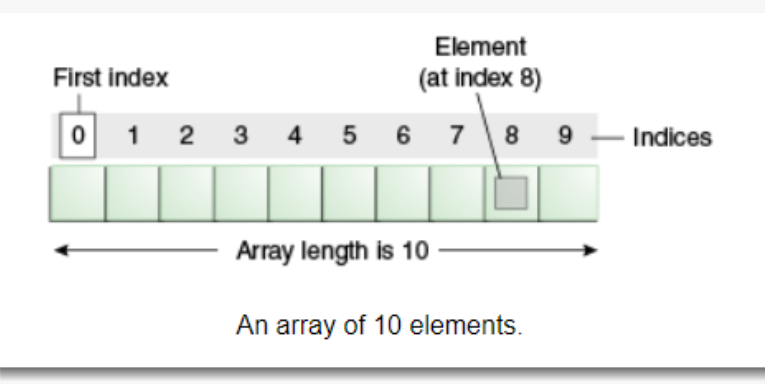 Element
First index (at index 8)
0 1 2 3 4 5 6 7 8 9 Indices
Array length is 10
An array of 10 elements.